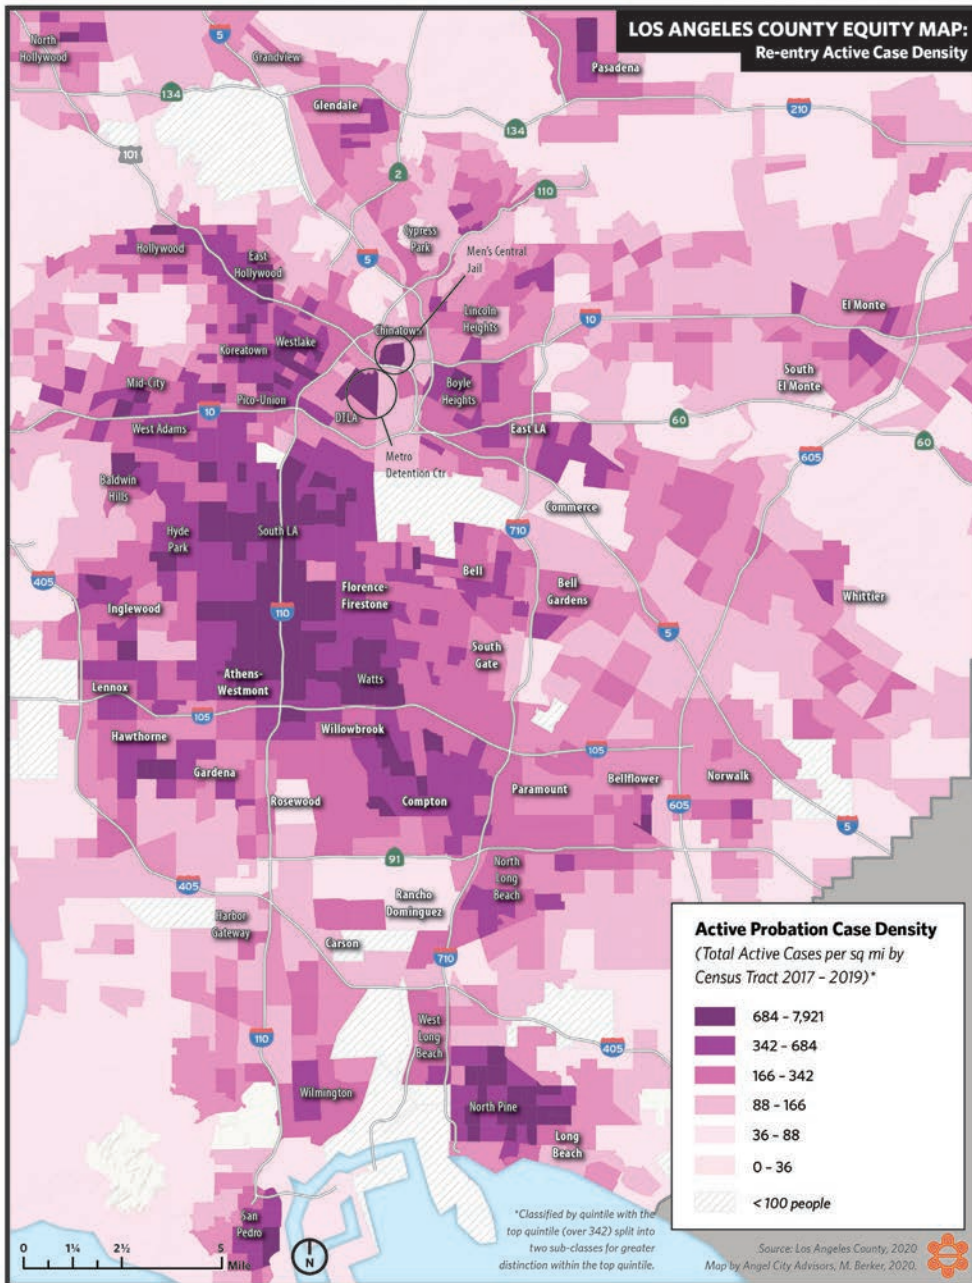 LOS ANGELES COUNTY EQUITY MAP:
Re-entry Active Case Density
North
Hollywood
5
Grandview
Pasadena
134
Glendale
210
134
101
2
110
Cypress
Park
Hollywood
East
Hollywood
5
Men's Central
Jail
El Monte
Chinatown
Lincoln
Heights
10
Koreatown
Westlake
South
El Monte
Mid-City
Boyle
Heights
Pico-Union
10
DTLA
West Adams
East LA
60
60
605
Metro
Detention Ctr
Baldwin
Hills
Commerce
Hyde
Park
South LA
710
405
Bell
Florence-
Firestone
Bell
Gardens
Inglewood
110
Whittier
5
South
Gate
Athens-
Westmont
Watts
Lennox
105
Willowbrook
Hawthorne
105
Gardena
Bellflower
Norwalk
Paramount
Rosewood
Compton
605
5
91
North
Long
Beach
405
Rancho
Dominguez
Harbor
Gateway
Carson
710
110
West
Long
Beach
405
Wilmington
North Pine
Long
Beach
San
Pedro
Active Probation Case Density
(Total Active Cases per sq mi by
Census Tract 2017 – 2019)*
684 – 7,921
342 – 684
166 – 342
88 – 166
36 – 88
0 – 36
< 100 people
0 1¼ 2½ 5
Mile
N
*Classified by quintile with the
top quintile (over 342) split into
two sub-classes for greater
distinction within the top quintile.
Source: Los Angeles County, 2020
Map by Angel City Advisors, M. Berker, 2020.